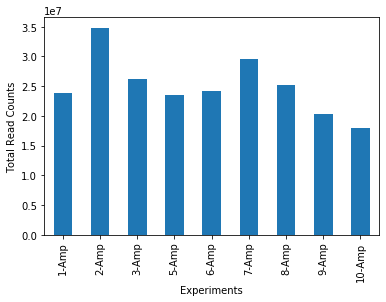 1e7
3.5
3.0
2.5
2.0
1.5
1.0
0.5
0.0
Total Read Counts
1-Amp
2-Amp
3-Amp
5-Amp
6-Amp
7-Amp
8-Amp
9-Amp
10-Amp
Experiments